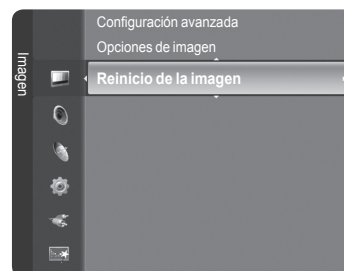 Imagen
Configuración avanzada
Opciones de imagen
Reinicio de la imagen